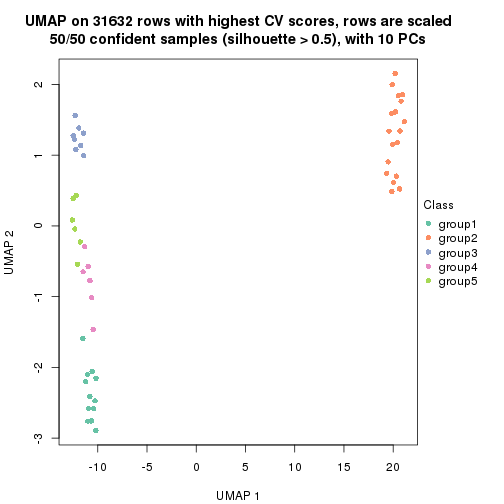 UMAP on 31632 rows with highest CV scores, rows are scaled
50/50 confident samples (silhouette > 0.5), with 10 PCs
2
1
0
-1
-2
-3
UMAP 2
-10
-5
0
5
10
15
20
UMAP 1
Class
group1
group2
group3
group4
group5